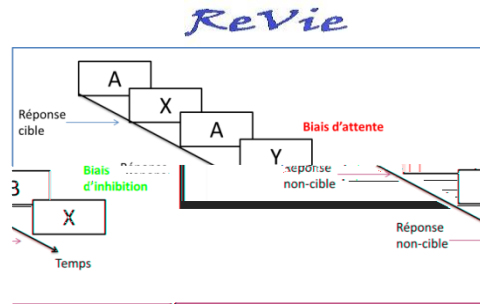 ReVie
A
X
Réponse
cible
A
Biais d'attente
Y
Biais
d'inhibition
non-cible
X
Réponse
non-cible
Temps